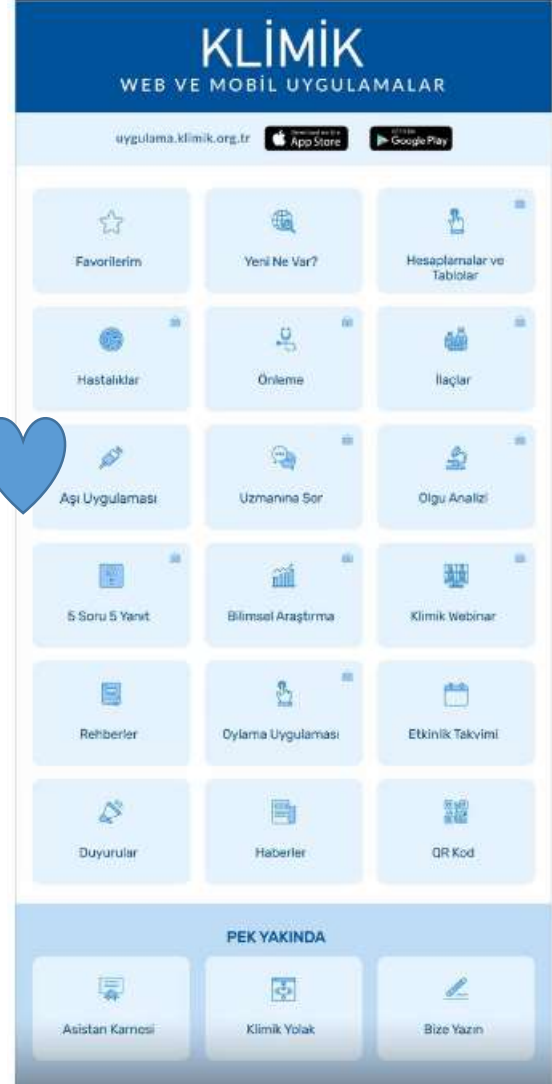 KLİMİK
WEB VE MOBİL UYGULAMALAR
uygulama.klimik.org.tr
App Store
Google Play
Favorilerim
Yeni Ne Var?
Hesaplamalar ve
Tablolar
Hastalıklar
Önleme
İlaçlar
Aşı Uygulaması
Uzmanına Sor
Olgu Analizi
5 Soru 5 Yanıt
Bilimsel Araştırma
Klimik Webinar
Rehberler
Oylama Uygulaması
Etkinlik Takvimi
Duyurular
Haberler
QR Kod
PEK YAKINDA
Asistan Karnesi
Klimik Yolak
Bize Yazın